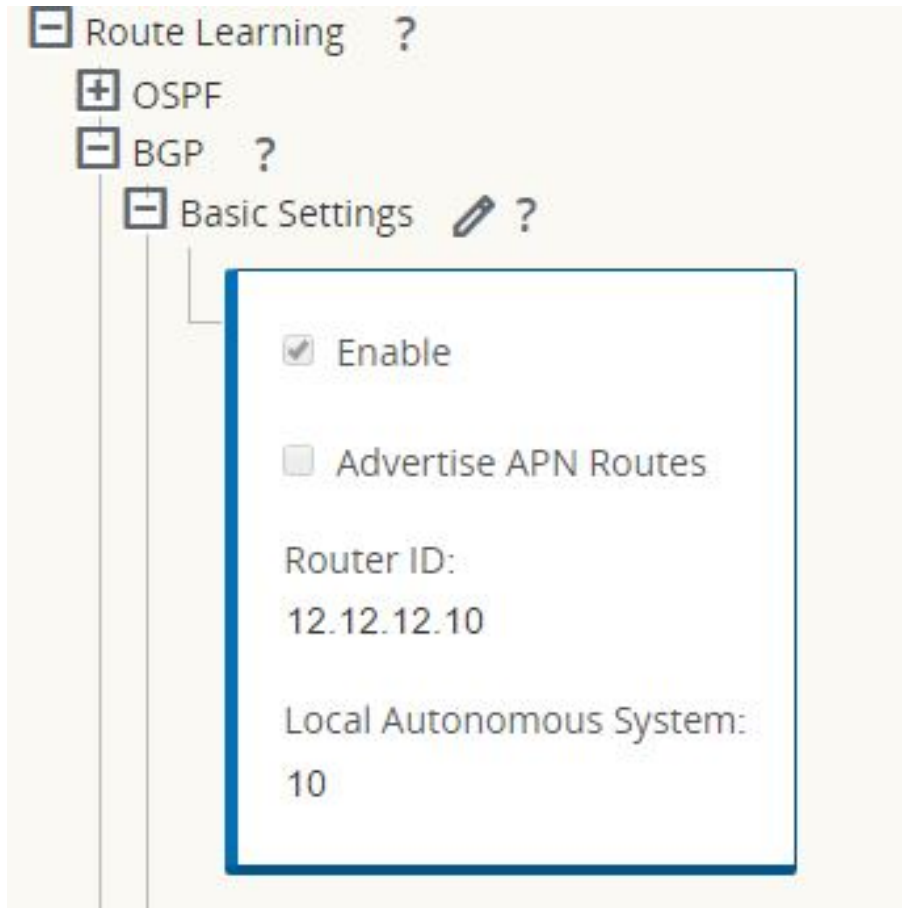 Route Learning ?
OSPF
BGP ?
Basic Settings ?
Enable
Advertise APN Routes
Router ID:
12.12.12.10
Local Autonomous System:
10